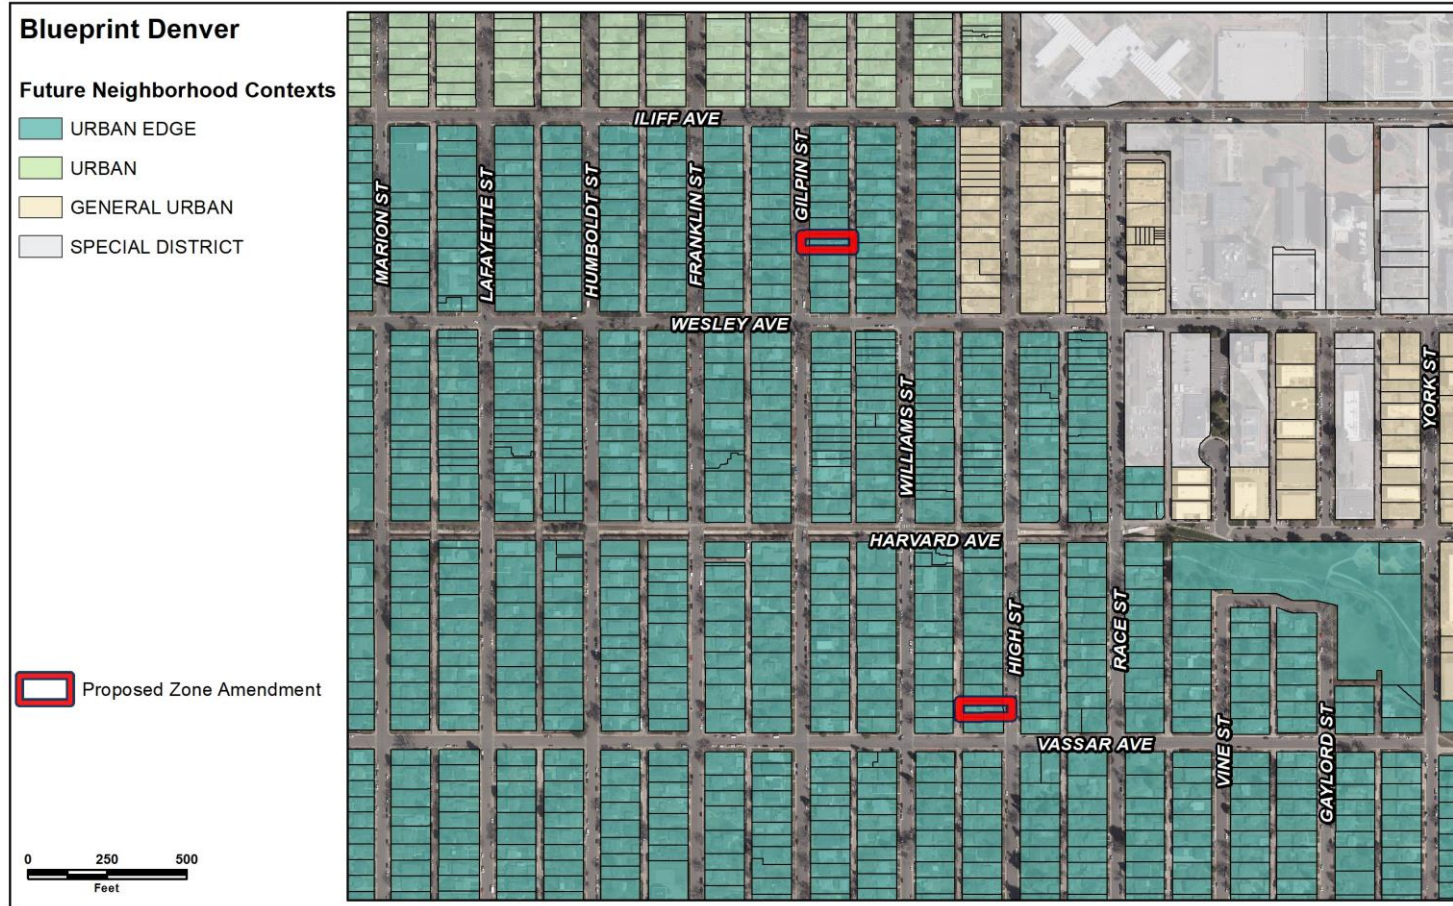 Blueprint Denver
Future Neighborhood Contexts
URBAN EDGE
URBAN
GENERAL URBAN
SPECIAL DISTRICT
Proposed Zone Amendment
0 250 500
Feet
ILIFF AVE
MARION ST
LAFAYETTE ST
HUMBOLDT ST
FRANKLIN ST
GILPIN ST
WESLEY AVE
WILLIAMS ST
YORK ST
HARVARD AVE
HIGH ST
RACE ST
VASSAR AVE
VINE ST
GAYLORD ST